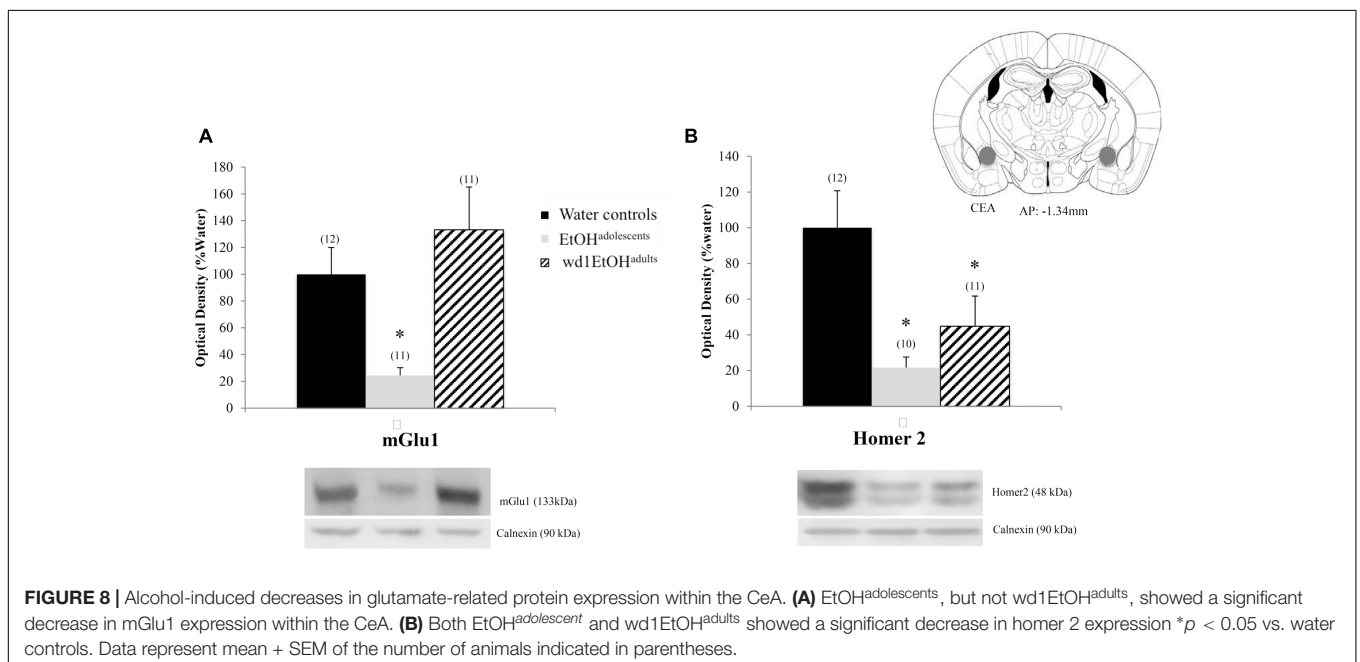 A
Optical Density (%Water)
180
160
140
120
100
80
60
40
20
0
(12)
*
(11)
(11)
mGlu1
Water controls
EtOHadolescents
wd1EtOHadults
mGlu1 (133kDa)
Calnexin (90 kDa)
B
Optical Density (%water)
140
120
100
80
60
40
20
0
(12)
*
(10)
*
(11)
Homer 2
CEA AP: -1.34mm
Homer2 (48 kDa)
Calnexin (90 kDa)
FIGURE 8 | Alcohol-induced decreases in glutamate-related protein expression within the CeA. (A) EtOHadolescents, but not wd1EtOHadults, showed a significant
decrease in mGlu1 expression within the CeA. (B) Both EtOHadolescent and wd1EtOHadults showed a significant decrease in homer 2 expression *p < 0.05 vs. water
controls. Data represent mean + SEM of the number of animals indicated in parentheses.